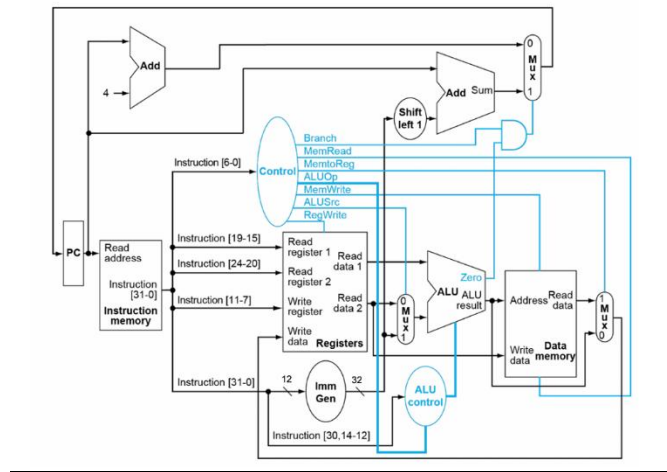 0
M
u
x
1
Add
4
Add Sum
Shift
left 1
Branch
MemRead
MemtoReg
ALUOp
MemWrite
ALUSrc
RegWrite
Control
Instruction [6-0]
PC
Read
address
Instruction
[31-0]
Instruction
memory
Instruction [19-15]
Instruction [24-20]
Instruction [11-7]
Instruction [31-0]
Read
register 1
Read
register 2
Write
register
Write
data
Read
data 1
Read
data 2
Registers
0
M
u
x
1
Zero
ALU
ALU
result
Address
Read
data
Write
data
Data
memory
1
M
u
x
0
12
Imm
Gen
32
ALU
control
Instruction [30,14-12]